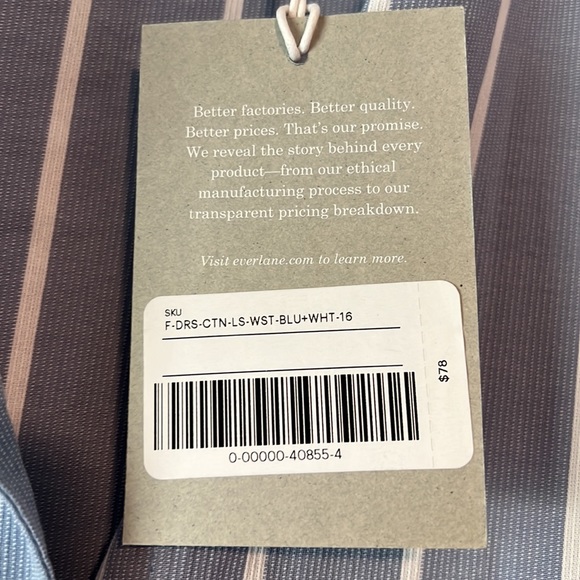 Better factories. Better quality.
Better prices. That's our promise.
We reveal the story behind every
product—from our ethical
manufacturing process to our
transparent pricing breakdown.
Visit everlane.com to learn more.
SKU
F-DRS-CTN-LS-WST-BLU+WHT-16
$78
0-00000-40855-4